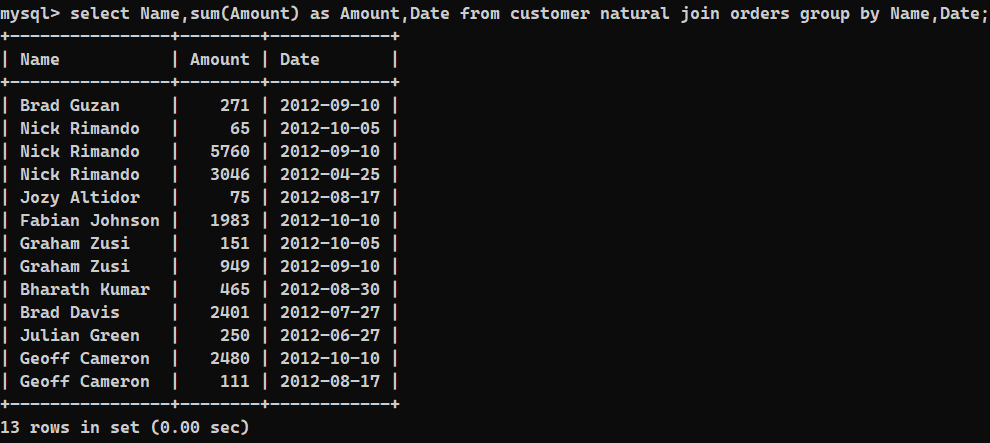 mysql> select Name,sum(Amount) as Amount,Date from customer natural join orders group by Name,Date;
+----------------+--------+------------+
| Name           | Amount | Date       |
+----------------+--------+------------+
| Brad Guzan     |    271 | 2012-09-10 |
| Nick Rimando   |     65 | 2012-10-05 |
| Nick Rimando   |   5760 | 2012-09-10 |
| Nick Rimando   |   3046 | 2012-04-25 |
| Jozy Altidor   |     75 | 2012-08-17 |
| Fabian Johnson |   1983 | 2012-10-10 |
| Graham Zusi    |    151 | 2012-10-05 |
| Graham Zusi    |    949 | 2012-09-10 |
| Bharath Kumar  |    465 | 2012-08-30 |
| Brad Davis     |   2401 | 2012-07-27 |
| Julian Green   |    250 | 2012-06-27 |
| Geoff Cameron  |   2480 | 2012-10-10 |
| Geoff Cameron  |    111 | 2012-08-17 |
+----------------+--------+------------+
13 rows in set (0.00 sec)